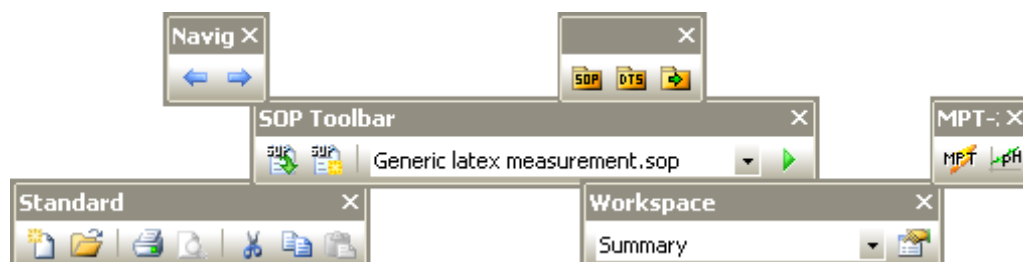 Navig
SOP DTS
SOP Toolbar
MPT-
Generic latex measurement.sop
MPT pH
Standard
Workspace
Summary